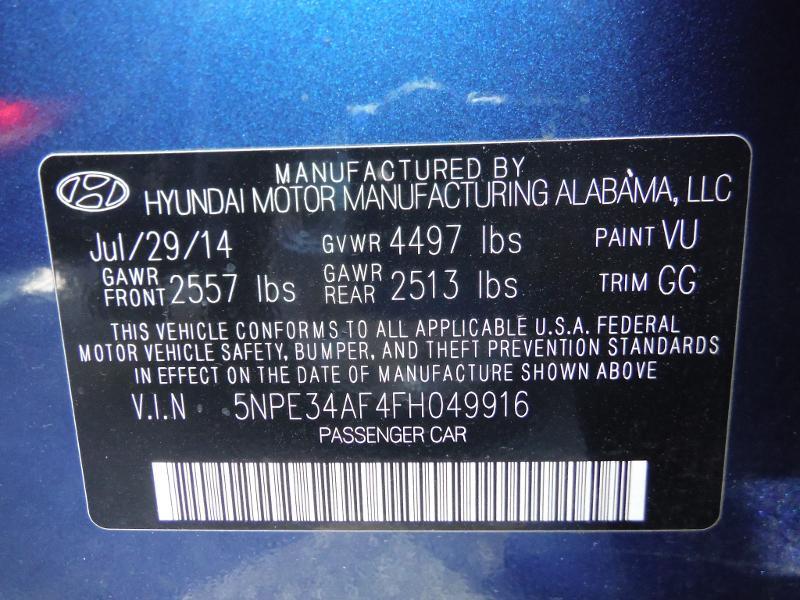 MANUFACTURED BY
HYUNDAI MOTOR MANUFACTURING ALABAMA, LLC
Jul/29/14 GVWR 4497 lbs PAINT VU
GAWR FRONT 2557 lbs GAWR REAR 2513 lbs TRIM GG
THIS VEHICLE CONFORMS TO ALL APPLICABLE U.S.A. FEDERAL
MOTOR VEHICLE SAFETY, BUMPER, AND THEFT PREVENTION STANDARDS
IN EFFECT ON THE DATE OF MANUFACTURE SHOWN ABOVE
V.I.N 5NPE34AF4FH049916
PASSENGER CAR